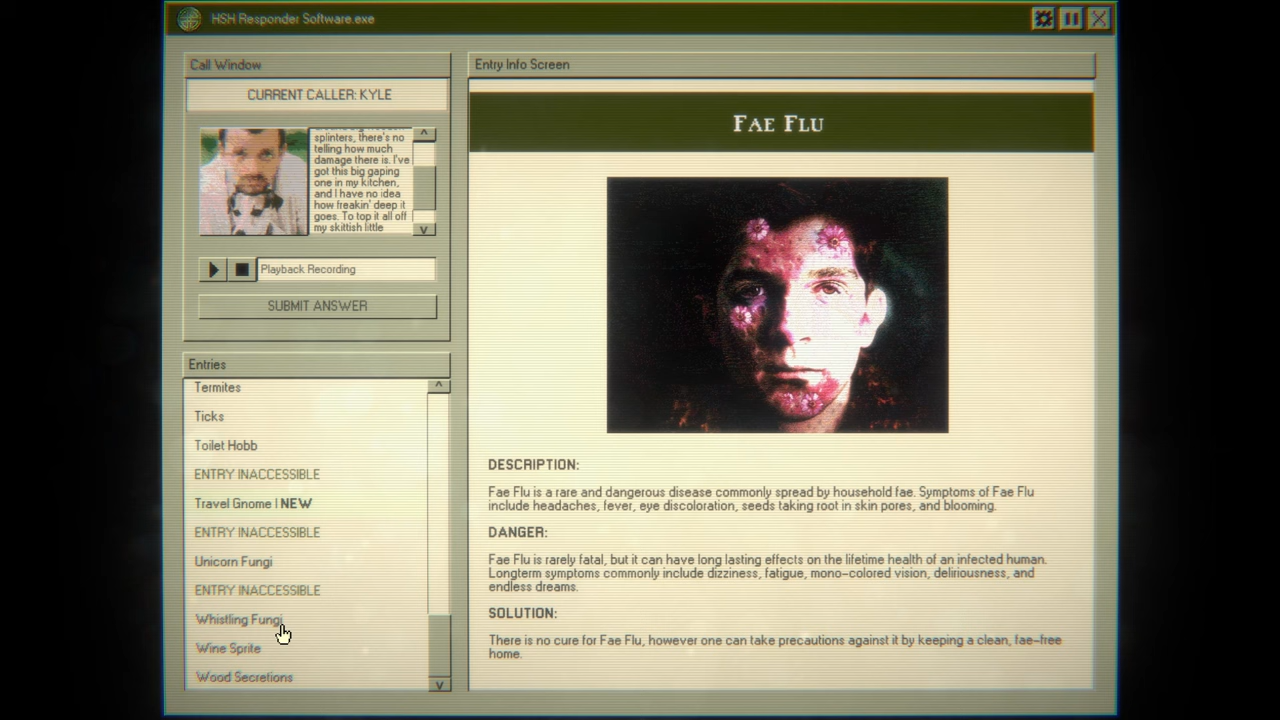 HSH Responder Software.exe
Call Window
CURRENT CALLER: KYLE
splinters, there's no
telling how much
damage there is. I've
got this big gaping
one in my kitchen,
and I have no idea
how freakin' deep it
goes. To top it all off
my skittish little
Playback Recording
SUBMIT ANSWER
Entries
Termites
Ticks
Toilet Hobb
ENTRY INACCESSIBLE
Travel Gnome | NEW
ENTRY INACCESSIBLE
Unicorn Fungi
ENTRY INACCESSIBLE
Whistling Fungi
Wine Sprite
Wood Secretions
Entry Info Screen
Fae Flu
DESCRIPTION:
Fae Flu is a rare and dangerous disease commonly spread by household fae. Symptoms of Fae Flu
include headaches, fever, eye discoloration, seeds taking root in skin pores, and blooming.
DANGER:
Fae Flu is rarely fatal, but it can have long lasting effects on the lifetime health of an infected human.
Longterm symptoms commonly include dizziness, fatigue, mono-colored vision, deliriousness, and
endless dreams.
SOLUTION:
There is no cure for Fae Flu, however one can take precautions against it by keeping a clean, fae-free
home.